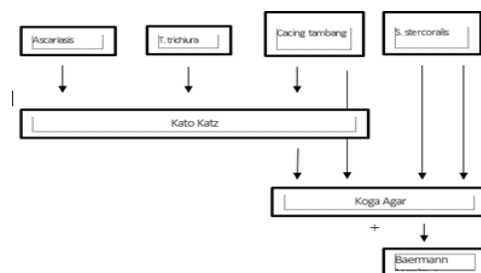 Ascariasis
T. trichiura
Cacing tambang
S. stercoralis
Kato Katz
Koga Agar
Baermann